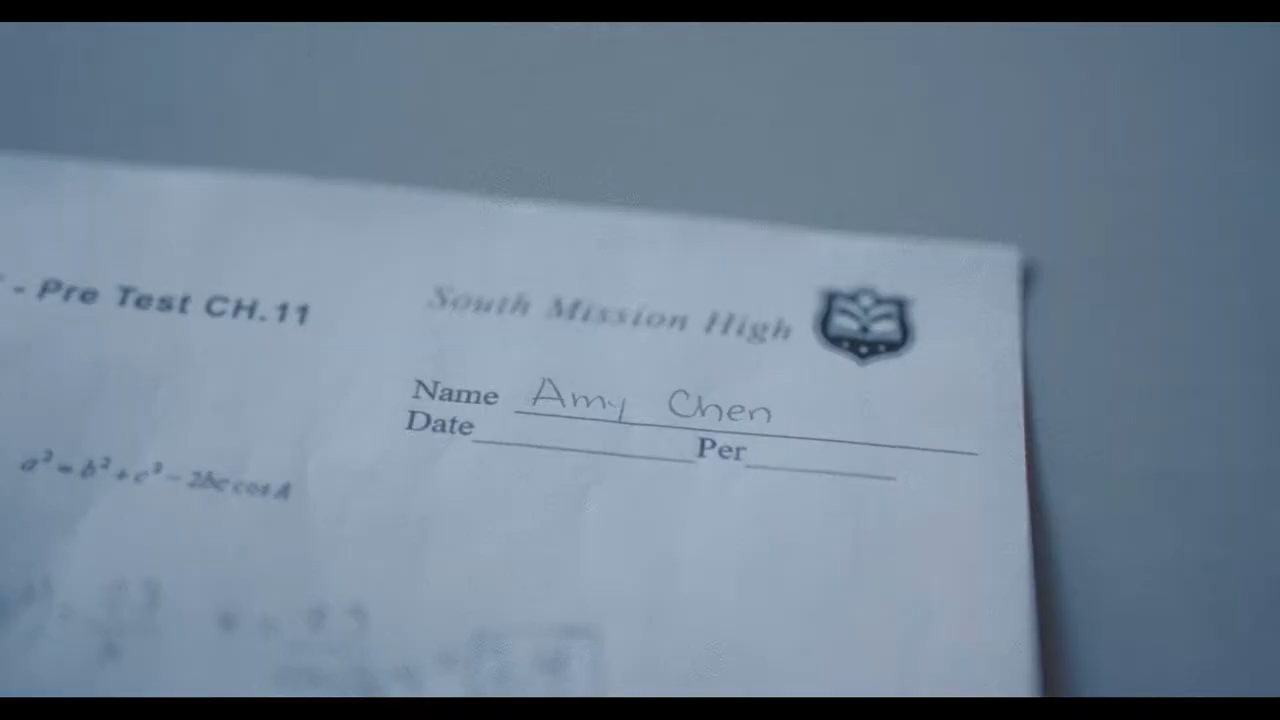 - Pre Test CH.11
South Mission High
Name Amy Chen
Date Per
a² = b² + c² - 2bc cos A